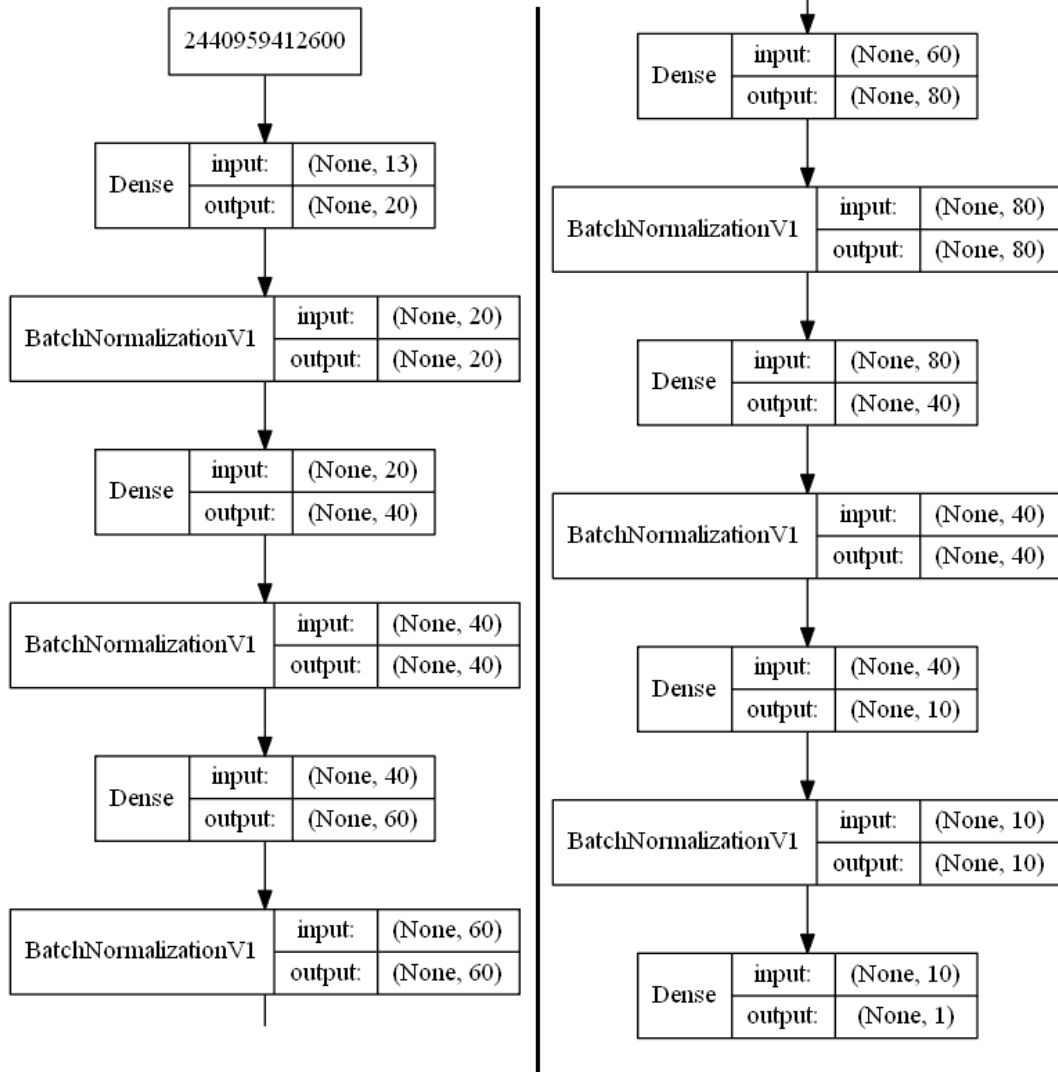 2440959412600
Dense input: (None, 13)
output: (None, 20)
BatchNormalizationV1 input: (None, 20)
output: (None, 20)
Dense input: (None, 20)
output: (None, 40)
BatchNormalizationV1 input: (None, 40)
output: (None, 40)
Dense input: (None, 40)
output: (None, 60)
BatchNormalizationV1 input: (None, 60)
output: (None, 60)
Dense input: (None, 60)
output: (None, 80)
BatchNormalizationV1 input: (None, 80)
output: (None, 80)
Dense input: (None, 80)
output: (None, 40)
BatchNormalizationV1 input: (None, 40)
output: (None, 40)
Dense input: (None, 40)
output: (None, 10)
BatchNormalizationV1 input: (None, 10)
output: (None, 10)
Dense input: (None, 10)
output: (None, 1)